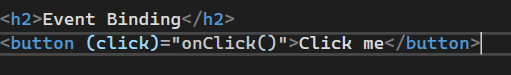 <h2>Event Binding</h2>
<button (click)="onClick()">Click me</button>